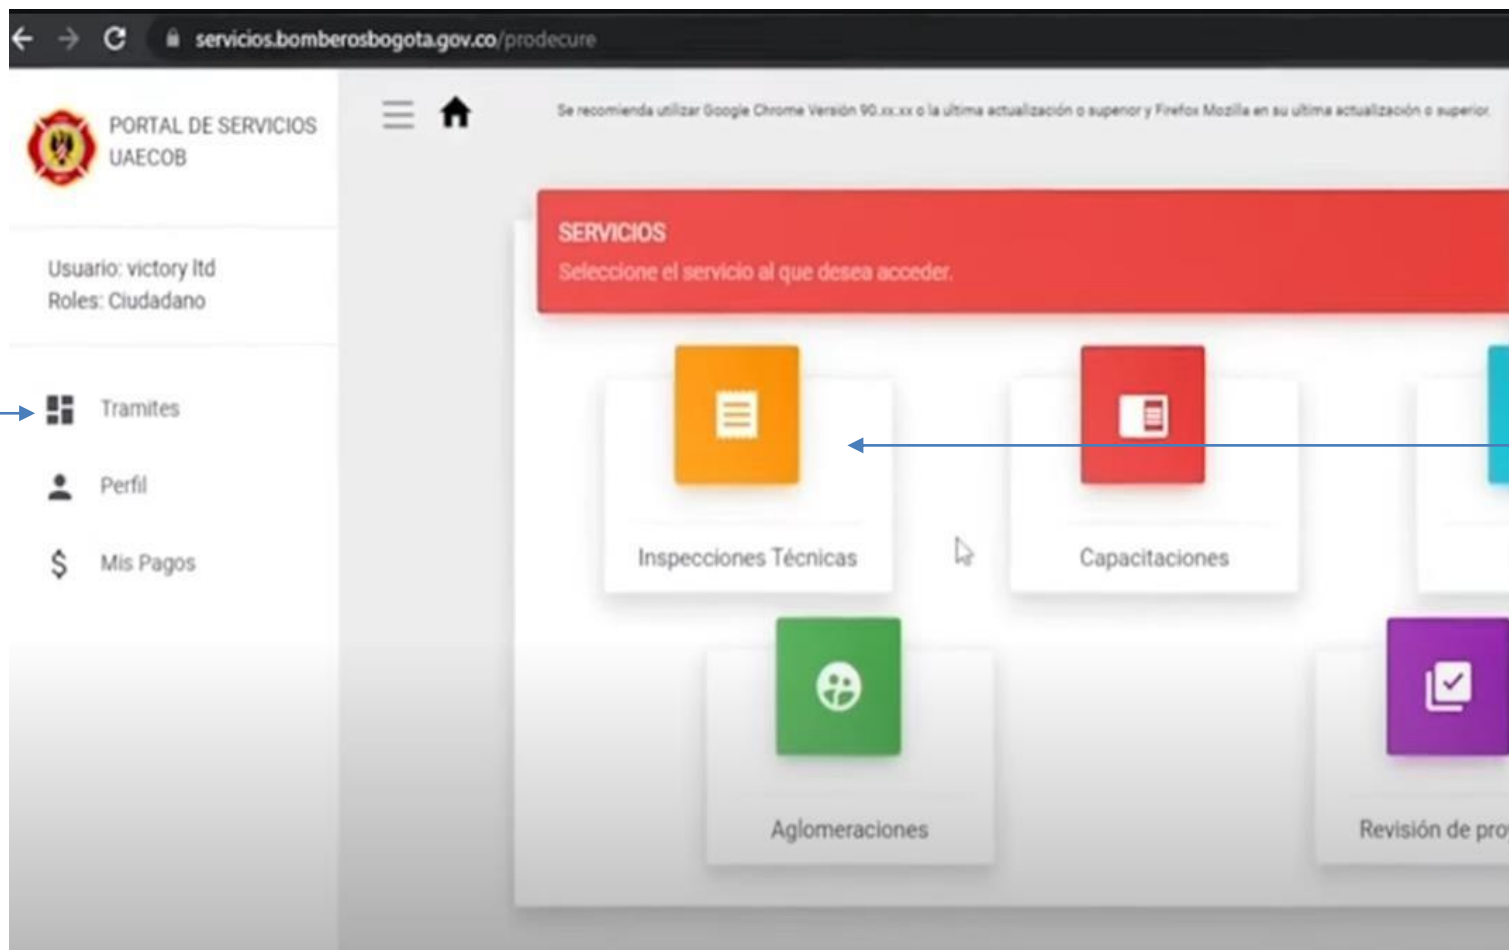 servicios.bomberosbogota.gov.co/prodecure
PORTAL DE SERVICIOS
UAECOB
Se recomienda utilizar Google Chrome Versión 90.xx.xx o la ultima actualización o superior y Firefox Mozilla en su ultima actualización o superior.
Usuario: victory ltd
Roles: Ciudadano
Tramites
Perfil
Mis Pagos
SERVICIOS
Seleccione el servicio al que desea acceder.
Inspecciones Técnicas
Capacitaciones
Aglomeraciones
Revisión de pro